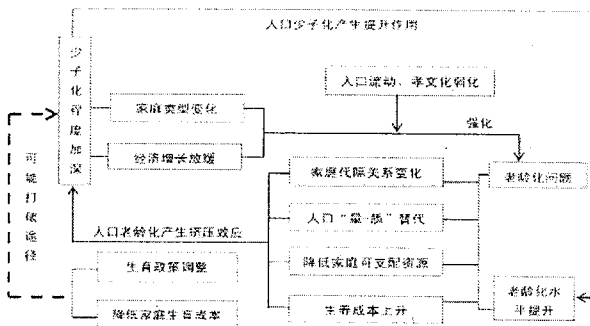 人口少子化产生提升作用
少子化程度加深
人口流动、孝文化弱化
家庭类型变化
强化
经济增长放缓
家庭代际关系变化
老龄化问题
可能打破途径
人口“量-质”替代
人口老龄化产生挤压效应
生育政策调整
降低家庭可支配资源
降低家庭生育成本
生养成本上升
老龄化水
平提升